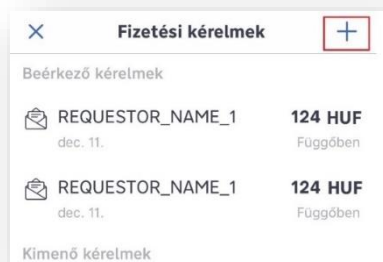 Fizetési kérelmek
Beérkező kérelmek
REQUESTOR_NAME_1 124 HUF
dec. 11. Függőben
REQUESTOR_NAME_1 124 HUF
dec. 11. Függőben
Kimenő kérelmek